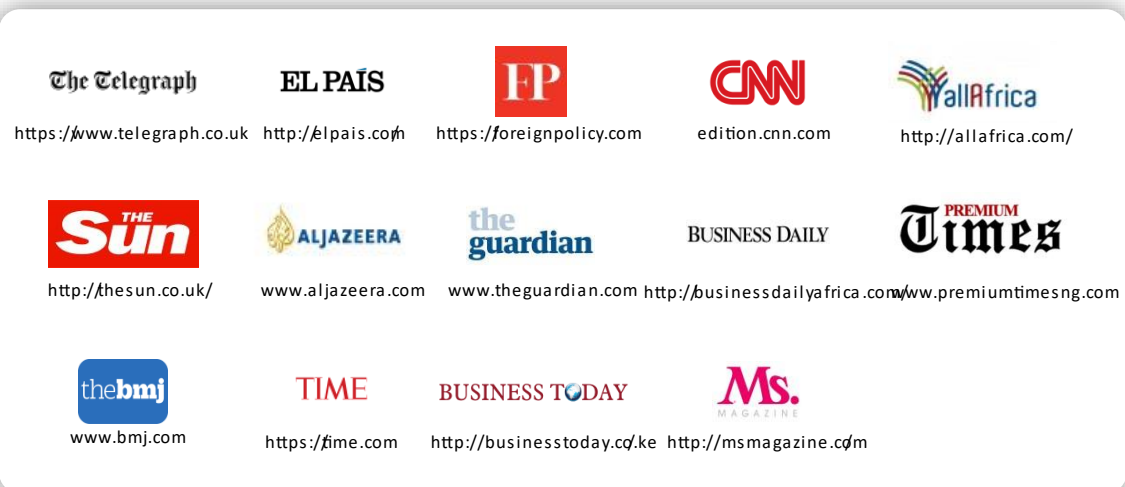 The Telegraph
https://www.telegraph.co.uk
EL PAÍS
http://elpais.com/
FP
https://foreignpolicy.com
CNN
edition.cnn.com
allAfrica
http://allafrica.com/
THE
Sun
http://thesun.co.uk/
ALJAZEERA
www.aljazeera.com
the
guardian
www.theguardian.com
BUSINESS DAILY
http://businessdailyafrica.com/
PREMIUM
Times
www.premiumtimesng.com
thebmj
www.bmj.com
TIME
https://time.com
BUSINESS TODAY
http://businesstoday.co.ke/
Ms.
MAGAZINE
http://msmagazine.com/